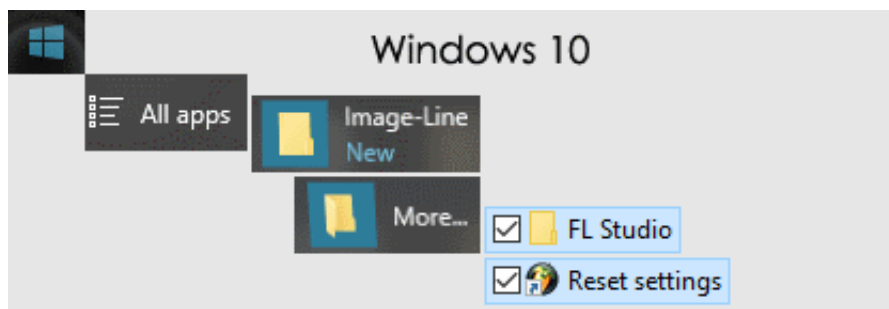 Windows 10
All apps
Image-Line
New
More...
FL Studio
Reset settings